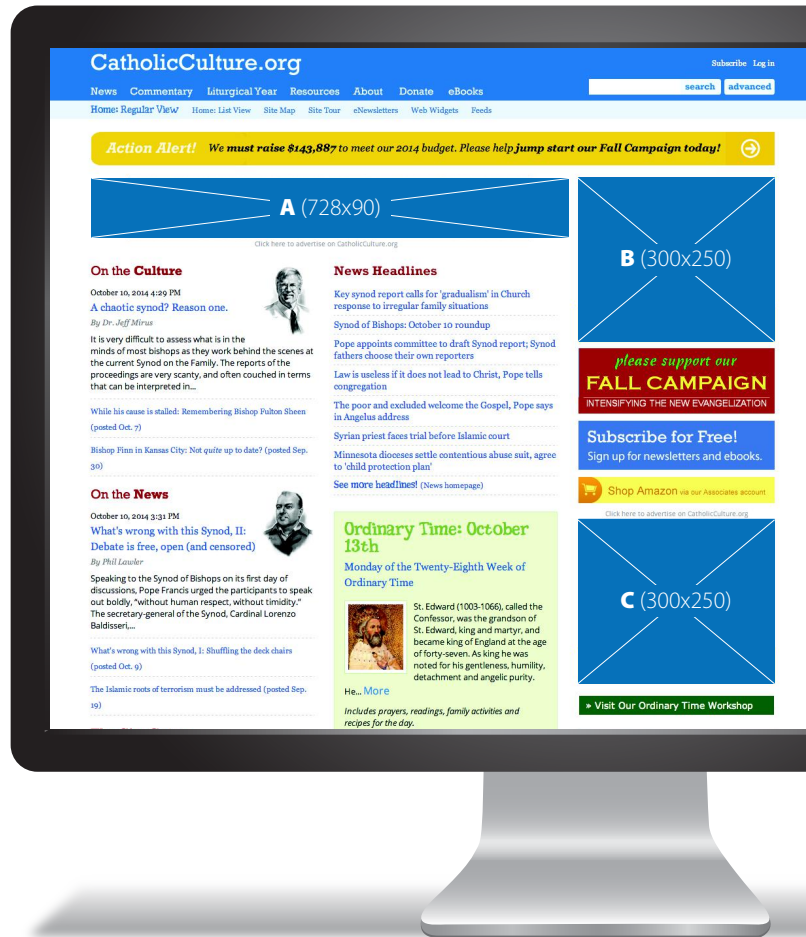 CatholicCulture.org
Subscribe Log in
News Commentary Liturgical Year Resources About Donate eBooks
search advanced
Home: Regular View Home: List View Site Map Site Tour eNewsletters Web Widgets Feeds
Action Alert! We must raise $143,887 to meet our 2014 budget. Please help jump start our Fall Campaign today!
A (728x90)
Click here to advertise on CatholicCulture.org
On the Culture
October 10, 2014 4:29 PM
A chaotic synod? Reason one.
By Dr. Jeff Mirus
It is very difficult to assess what is in the
minds of most bishops as they work behind the scenes at
the current Synod on the Family. The reports of the
proceedings are very scanty, and often couched in terms
that can be interpreted in...
While his cause is stalled: Remembering Bishop Fulton Sheen
(posted Oct. 7)
Bishop Finn in Kansas City: Not quite up to date? (posted Sep.
30)
On the News
October 10, 2014 3:31 PM
What's wrong with this Synod, II:
Debate is free, open (and censored)
By Phil Lawler
Speaking to the Synod of Bishops on its first day of
discussions, Pope Francis urged the participants to speak
out boldly, “without human respect, without timidity.”
The secretary-general of the Synod, Cardinal Lorenzo
Baldisseri,...
What's wrong with this Synod, I: Shuffling the deck chairs
(posted Oct. 9)
The Islamic roots of terrorism must be addressed (posted Sep.
19)
News Headlines
Key synod report calls for 'gradualism' in Church
response to irregular family situations
Synod of Bishops: October 10 roundup
Pope appoints committee to draft Synod report; Synod
fathers choose their own reporters
Law is useless if it does not lead to Christ, Pope tells
congregation
The poor and excluded welcome the Gospel, Pope says
in Angelus address
Syrian priest faces trial before Islamic court
Minnesota dioceses settle contentious abuse suit, agree
to 'child protection plan'
See more headlines! (News homepage)
Ordinary Time: October
13th
Monday of the Twenty-Eighth Week of
Ordinary Time
St. Edward (1003-1066), called the
Confessor, was the grandson of
St. Edward, king and martyr, and
became king of England at the age
of forty-seven. As king he was
noted for his gentleness, humility,
detachment and angelic purity.
He... More
Includes prayers, readings, family activities and
recipes for the day.
B (300x250)
please support our
FALL CAMPAIGN
INTENSIFYING THE NEW EVANGELIZATION
Subscribe for Free!
Sign up for newsletters and ebooks.
Shop Amazon via our Associates account
Click here to advertise on CatholicCulture.org
C (300x250)
» Visit Our Ordinary Time Workshop